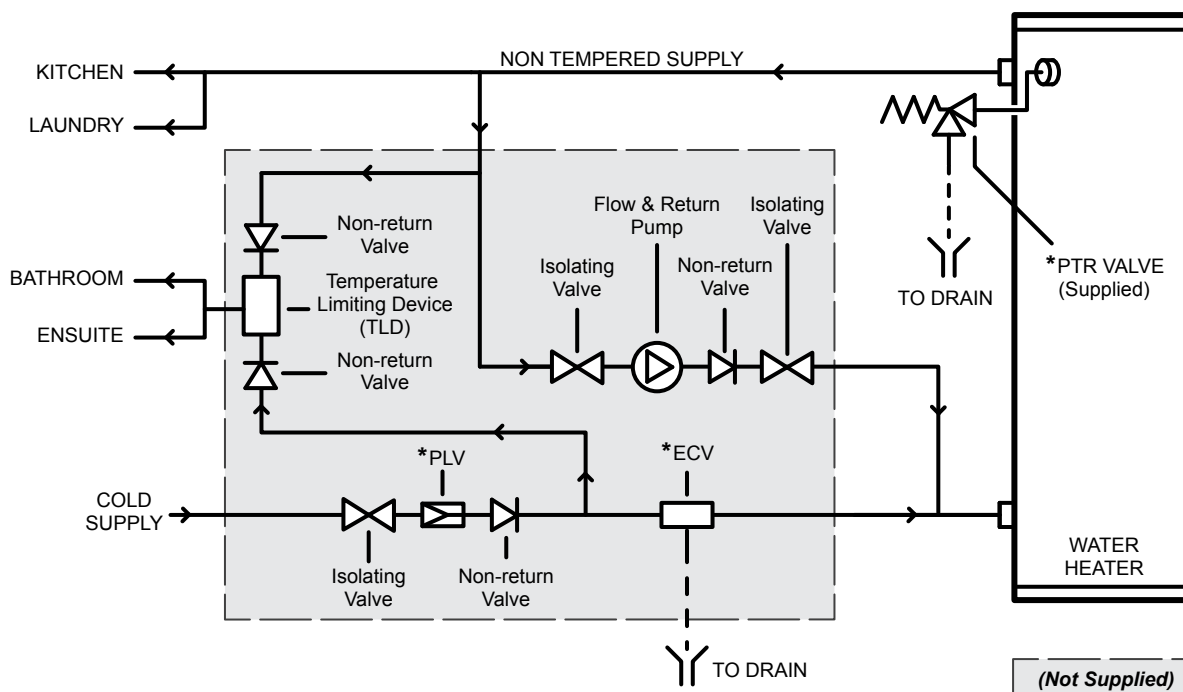 NON TEMPERED SUPPLY
KITCHEN
LAUNDRY
Non-return
Valve
Flow & Return
Pump
Isolating
Valve
Isolating
Valve
Non-return
Valve
*PTR VALVE
(Supplied)
TO DRAIN
BATHROOM
ENSUITE
Temperature
Limiting Device
(TLD)
Non-return
Valve
*PLV
*ECV
COLD
SUPPLY
Isolating
Valve
Non-return
Valve
WATER
HEATER
TO DRAIN
(Not Supplied)